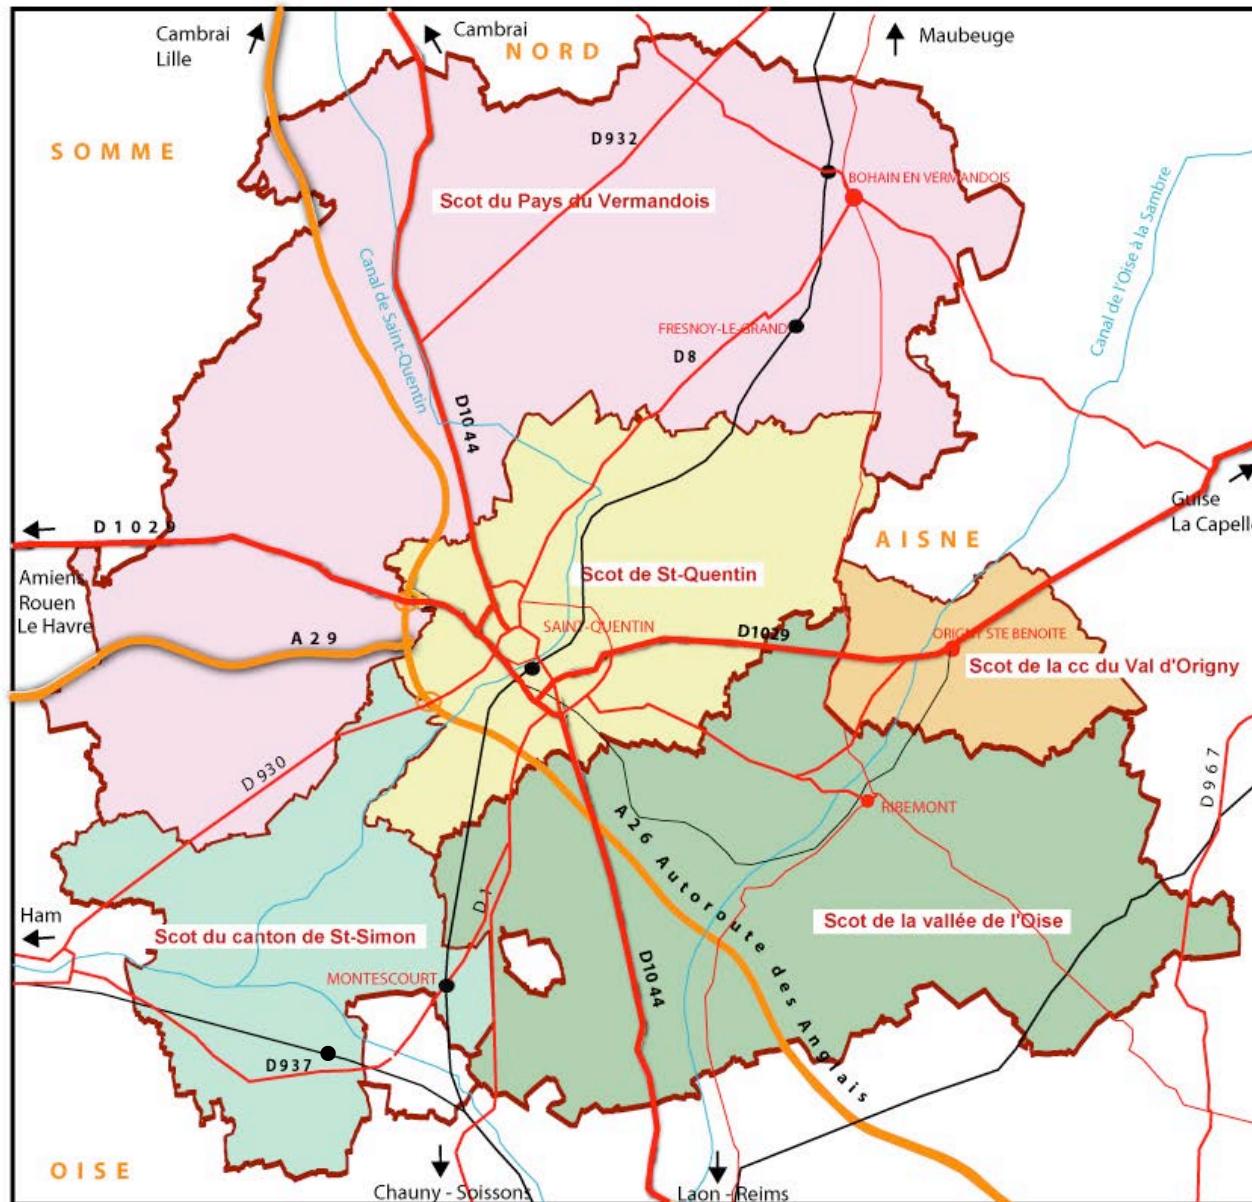 Cambrai
Lille
Cambrai
NORD
Maubeuge
SOMME
D932
BOHAIN EN VERMANDOIS
Scot du Pays du Vermandois
Canal de Saint-Quentin
Canal de l'Oise à la Sambre
FRESNOY-LE-GRAND
D8
D1044
Guise
La Capelle
D1029
AISNE
Amiens
Rouen
Le Havre
Scot de St-Quentin
A29
SAINT-QUENTIN
D1029
ORIGNY STE BENOITE
Scot de la cc du Val d'Origny
D930
D967
RIBEMONT
A26 Autoroute des Anglais
D1
Ham
Scot du canton de St-Simon
Scot de la vallée de l'Oise
MONTESCOURT
D1044
D937
OISE
Chauny - Soissons
Laon - Reims